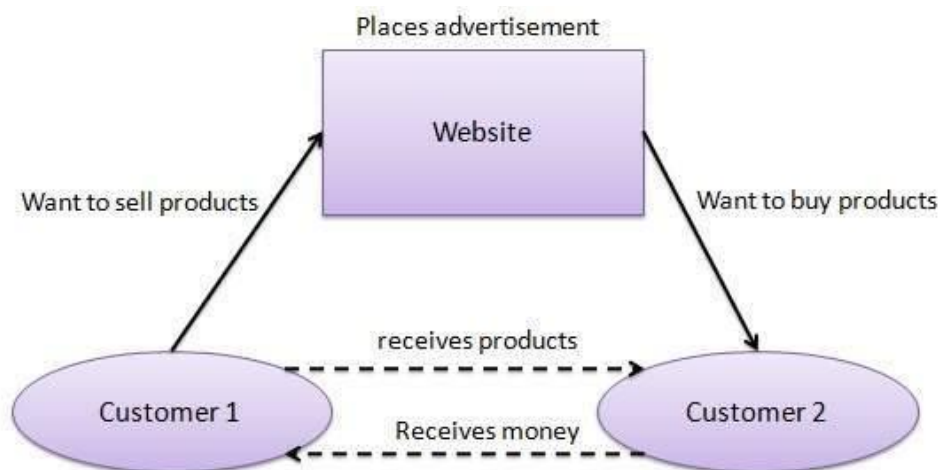 Places advertisement
Website
Want to sell products
Want to buy products
receives products
Customer 1
Customer 2
Receives money